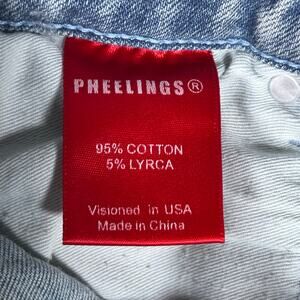 PHEELINGS®
95% COTTON
5% LYRCA
Visioned in USA
Made in China